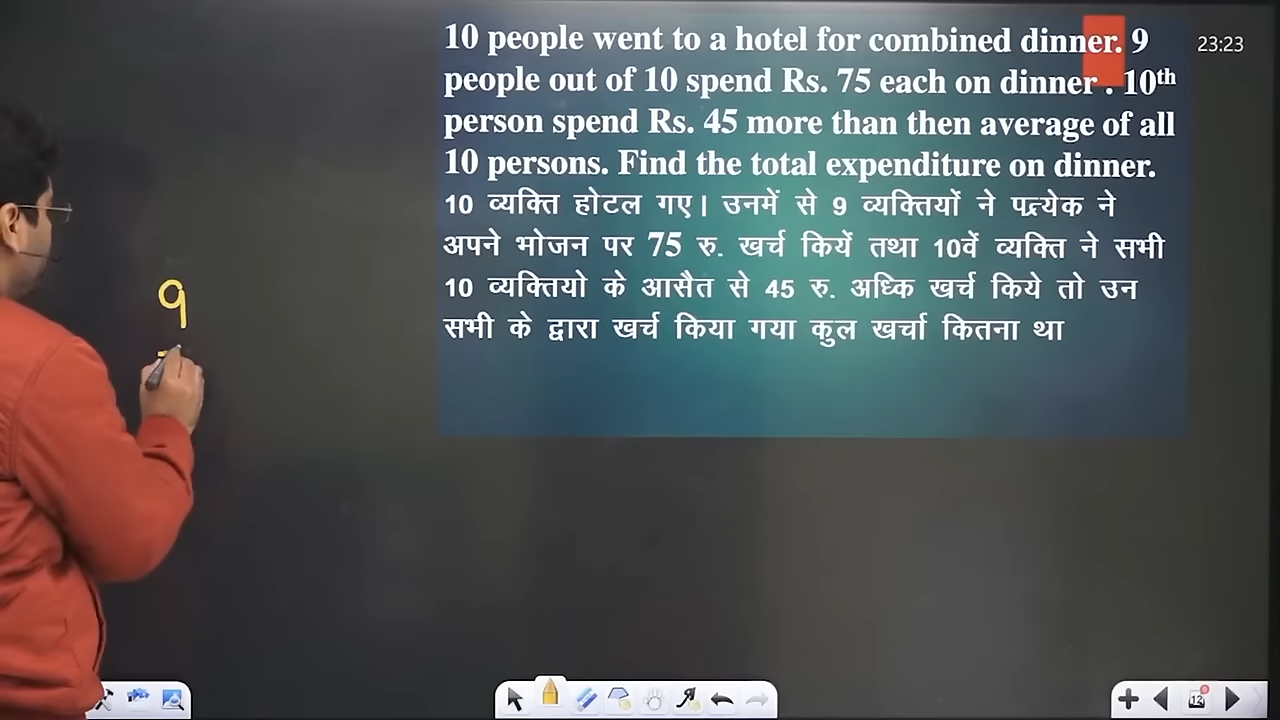 10 people went to a hotel for combined dinner. 9
people out of 10 spend Rs. 75 each on dinner . 10th
person spend Rs. 45 more than then average of all
10 persons. Find the total expenditure on dinner.
10 व्यक्ति होटल गए। उनमें से 9 व्यक्तियों ने प्रत्येक ने
अपने भोजन पर 75 रु. खर्च कियें तथा 10वें व्यक्ति ने सभी
10 व्यक्तियो के आसैत से 45 रु. अध्कि खर्च किये तो उन
सभी के द्वारा खर्च किया गया कुल खर्चा कितना था
23:23
9
12